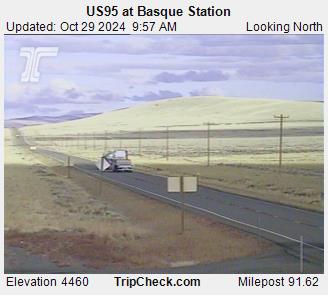 US95 at Basque Station
Updated: Oct 29 2024 9:57 AM Looking North
Elevation 4460 TripCheck.com Milepost 91.62